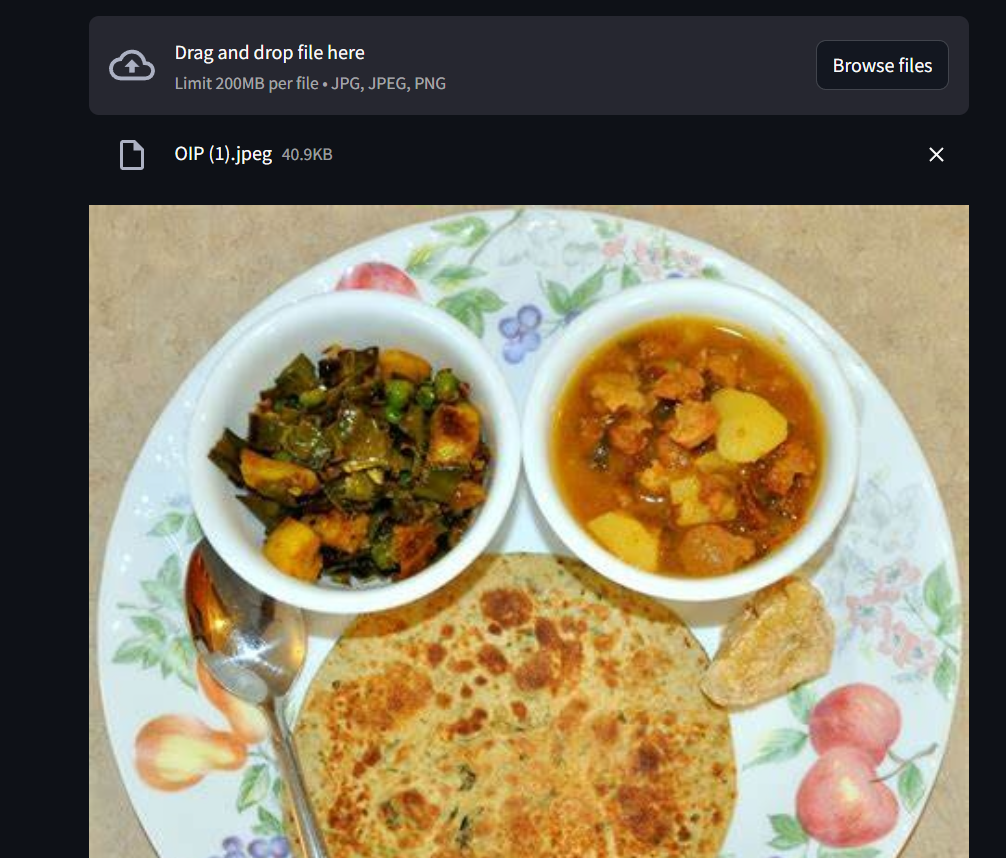 Drag and drop file here
Limit 200MB per file • JPG, JPEG, PNG
Browse files
OIP (1).jpeg 40.9KB